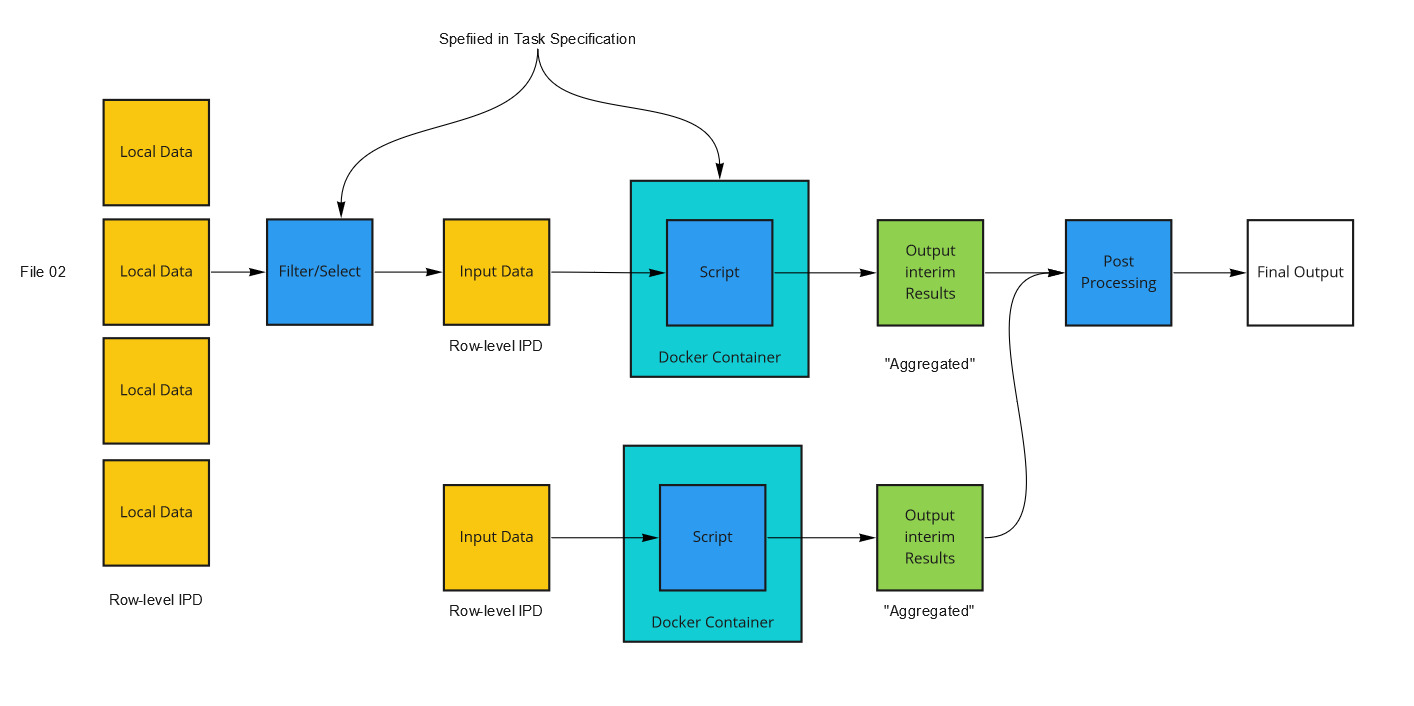 Spefiied in Task Specification
Local Data
File 02
Local Data
Filter/Select
Input Data
Row-level IPD
Script
Docker Container
Output
interim
Results
"Aggregated"
Post
Processing
Final Output
Local Data
Local Data
Row-level IPD
Input Data
Row-level IPD
Script
Docker Container
Output
interim
Results
"Aggregated"